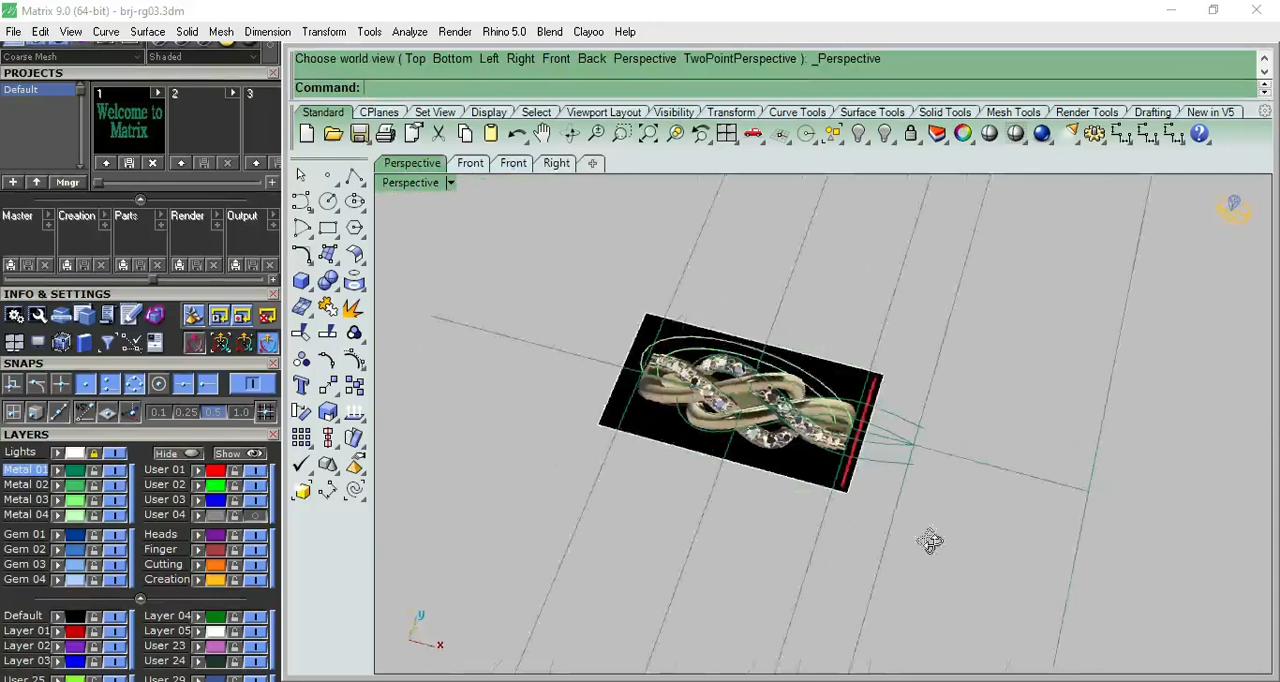 Matrix 9.0 (64-bit) - brj-rg03.3dm
File Edit View Curve Surface Solid Mesh Dimension Transform Tools Analyze Render Rhino 5.0 Blend Clayoo Help
Coarse Mesh Shaded
Choose world view ( Top Bottom Left Right Front Back Perspective TwoPointPerspective ): _Perspective
Command:
PROJECTS
Default
1 2 3
Welcome to
Matrix
Mngr
Master Creation Parts Render Output
INFO & SETTINGS
SNAPS
0.1 0.25 0.5 1.0
LAYERS
Lights Hide Show
Metal 01 User 01
Metal 02 User 02
Metal 03 User 03
Metal 04 User 04
Gem 01 Heads
Gem 02 Finger
Gem 03 Cutting
Gem 04 Creation
Default Layer 04
Layer 01 Layer 05
Layer 02 User 23
Layer 03 User 24
User 25 User 29
Standard CPlanes Set View Display Select Viewport Layout Visibility Transform Curve Tools Surface Tools Solid Tools Mesh Tools Render Tools Drafting New in V5
Perspective Front Front Right
Perspective
y
x